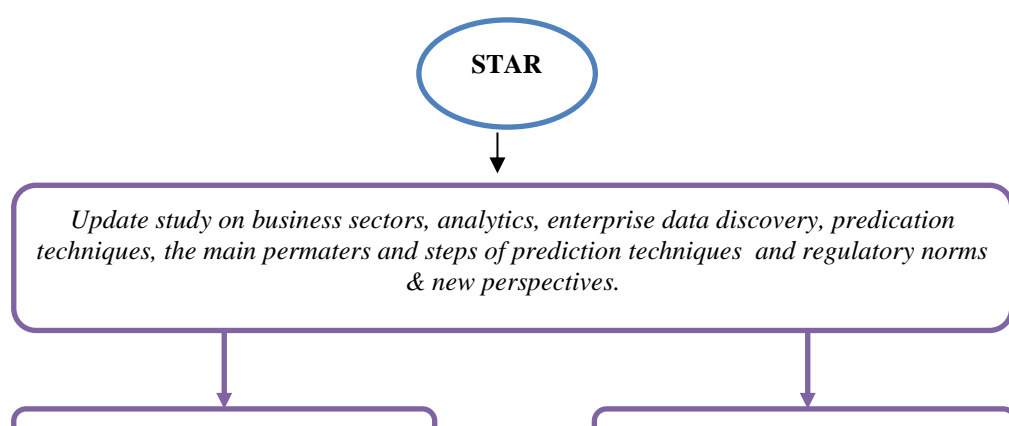 STAR
Update study on business sectors, analytics, enterprise data discovery, predication
techniques, the main permaters and steps of prediction techniques and regulatory norms
& new perspectives.